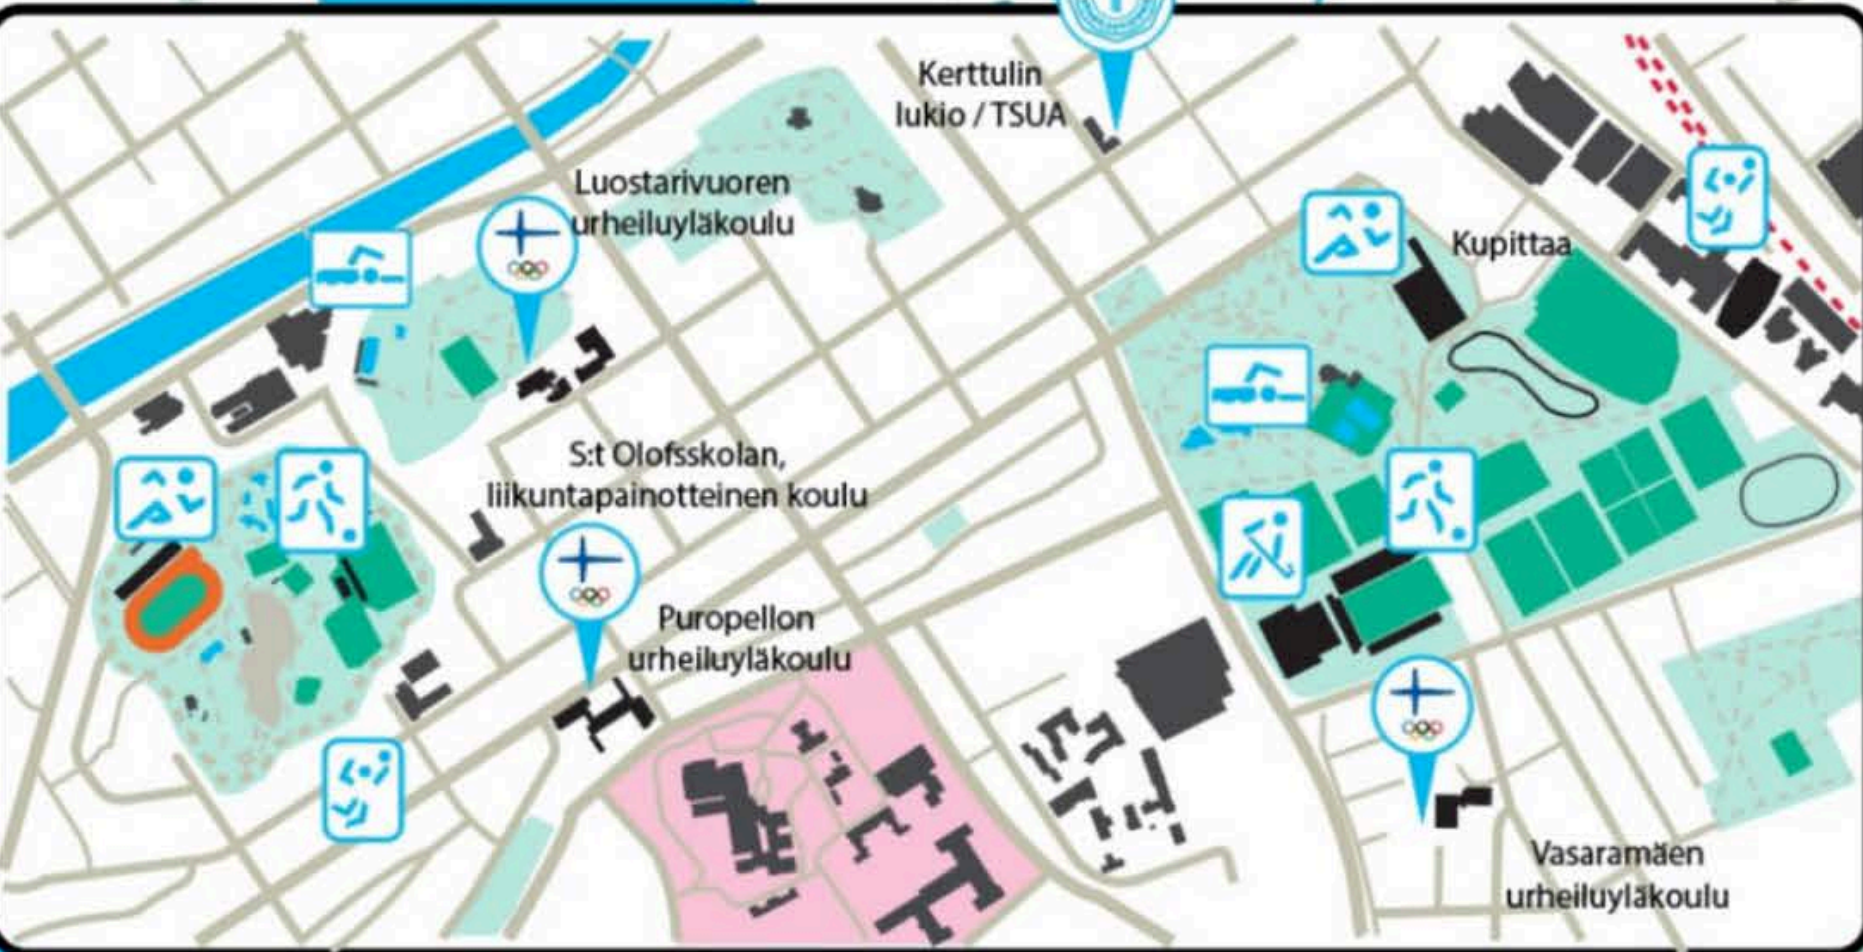 Kerttulin
lukio / TSUA
Luostarivuoren
urheiluyläkoulu
Kupittaa
S:t Olofsskolan,
liikuntapainotteinen koulu
Puropellon
urheiluyläkoulu
Vasaramäen
urheiluyläkoulu